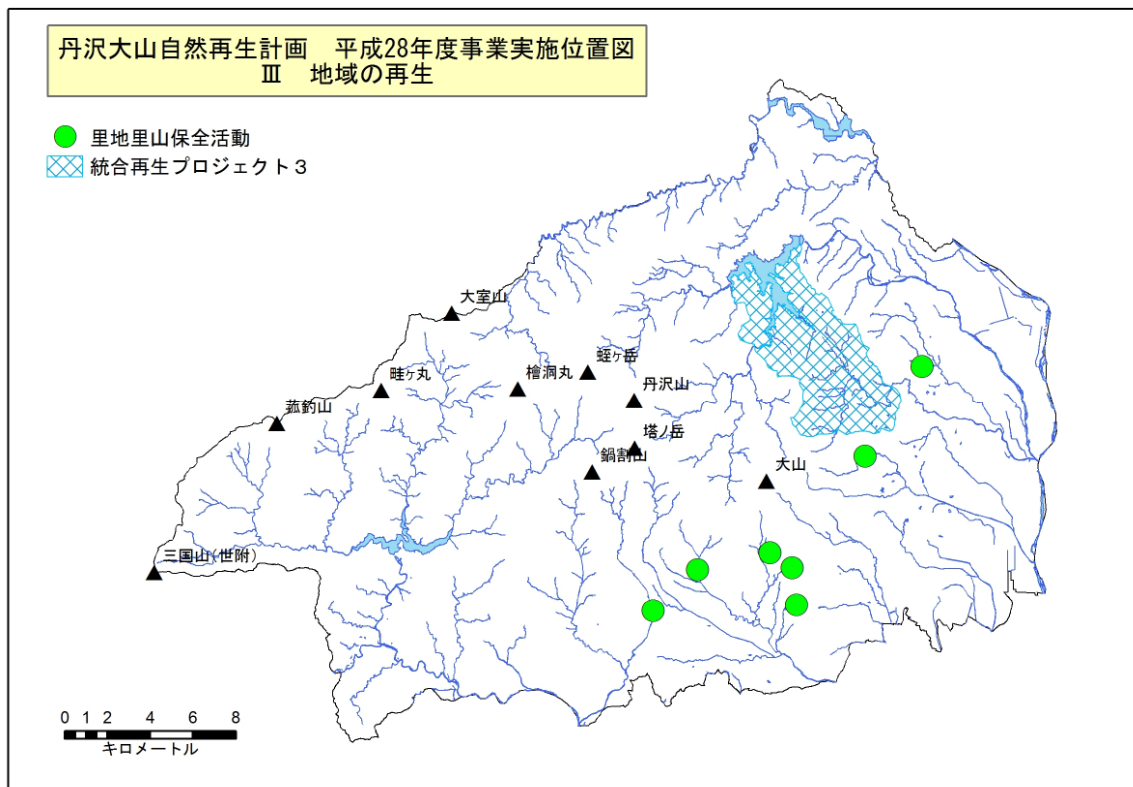 丹沢大山自然再生計画　平成28年度事業実施位置図
Ⅲ　地域の再生
里地里山保全活動
統合再生プロジェクト３
大室山
蛭ヶ岳
畦ヶ丸
檜洞丸
丹沢山
菰釣山
塔ノ岳
鍋割山
大山
三国山(世附)
0 1 2 4 6 8
キロメートル